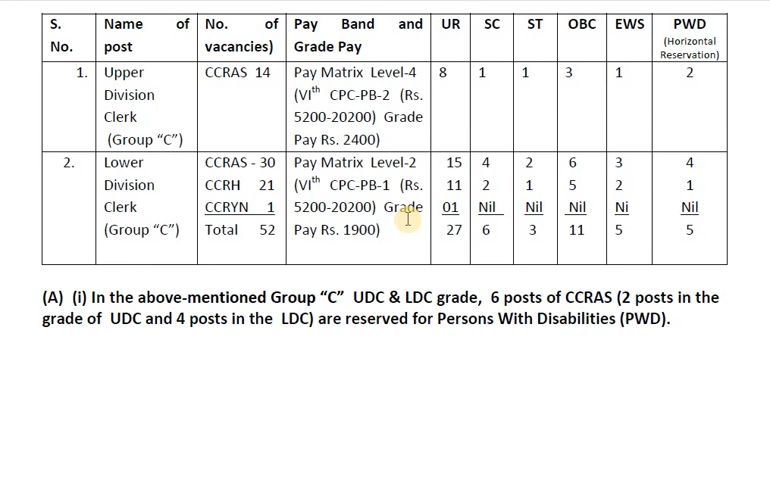 S. No. Name of post No. of vacancies) Pay Band and Grade Pay UR SC ST OBC EWS PWD (Horizontal Reservation)
1. Upper CCRAS 14 Pay Matrix Level-4 8 1 1 3 1 2
Division (VIth CPC-PB-2 (Rs.
Clerk 5200-20200) Grade
(Group “C”) Pay Rs. 2400)
2. Lower CCRAS - 30 Pay Matrix Level-2 15 4 2 6 3 4
Division CCRH 21 (VIth CPC-PB-1 (Rs. 11 2 1 5 2 1
Clerk CCRYN 1 5200-20200) Grade 01 Nil Nil Nil Ni Nil
(Group “C”) Total 52 Pay Rs. 1900) 27 6 3 11 5 5
(A) (i) In the above-mentioned Group “C” UDC & LDC grade, 6 posts of CCRAS (2 posts in the
grade of UDC and 4 posts in the LDC) are reserved for Persons With Disabilities (PWD).